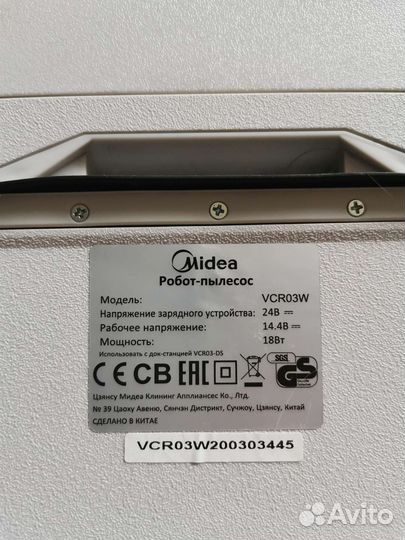 Midea
Робот-пылесос
Модель: VCR03W
Напряжение зарядного устройства: 24В
Рабочее напряжение: 14.4В
Мощность: 18Вт
Использовать с док-станцией VCR03-DS
CE CB EAC SGS GS
Цзянсу Мидеа Клининг Апплиансес Ко., Лтд.
№ 39 Цаоху Авеню, Сянчэн Дистрикт, Сучжоу, Цзянсу, Китай
СДЕЛАНО В КИТАЕ
VCR03W200303445
Avito